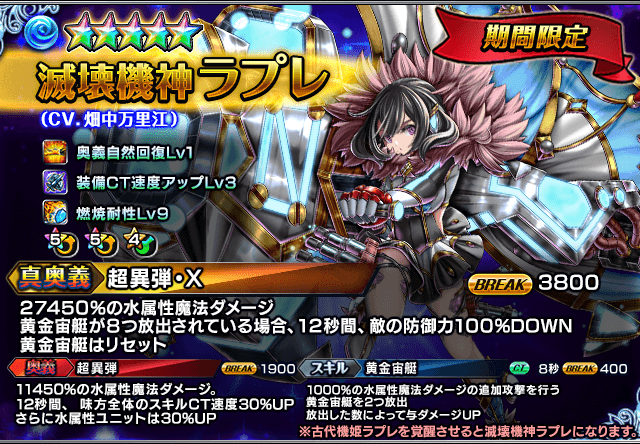 期間限定
滅壊機神ラプレ
(CV.畑中万里江)
奥義自然回復Lv1
装備CT速度アップLv3
燃焼耐性Lv9
5 5 4
真奥義 超異弾・X BREAK 3800
27450%の水属性魔法ダメージ
黄金宙艇が8つ放出されている場合、12秒間、敵の防御力100%DOWN
黄金宙艇はリセット
奥義 超異弾 BREAK 1900
11450%の水属性魔法ダメージ。
12秒間、味方全体のスキルCT速度30%UP
さらに水属性ユニットは30%UP
スキル 黄金宙艇 CT 8秒 BREAK 400
1000%の水属性魔法ダメージの追加攻撃を行う
黄金宙艇を2つ放出
放出した数によって与ダメージUP
※古代機姫ラプレを覚醒させると滅壊機神ラプレになります。